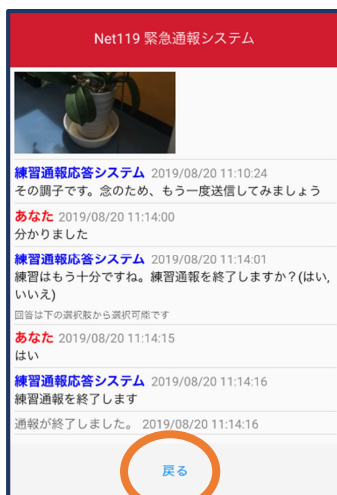 Net119 緊急通報システム
練習通報応答システム 2019/08/20 11:10:24
その調子です。念のため、もう一度送信してみましょう
あなた 2019/08/20 11:14:00
分かりました
練習通報応答システム 2019/08/20 11:14:01
練習はもう十分ですね。練習通報を終了しますか？(はい,
いいえ)
回答は下の選択肢から選択可能です
あなた 2019/08/20 11:14:15
はい
練習通報応答システム 2019/08/20 11:14:16
練習通報を終了します
通報が終了しました。 2019/08/20 11:14:16
戻る